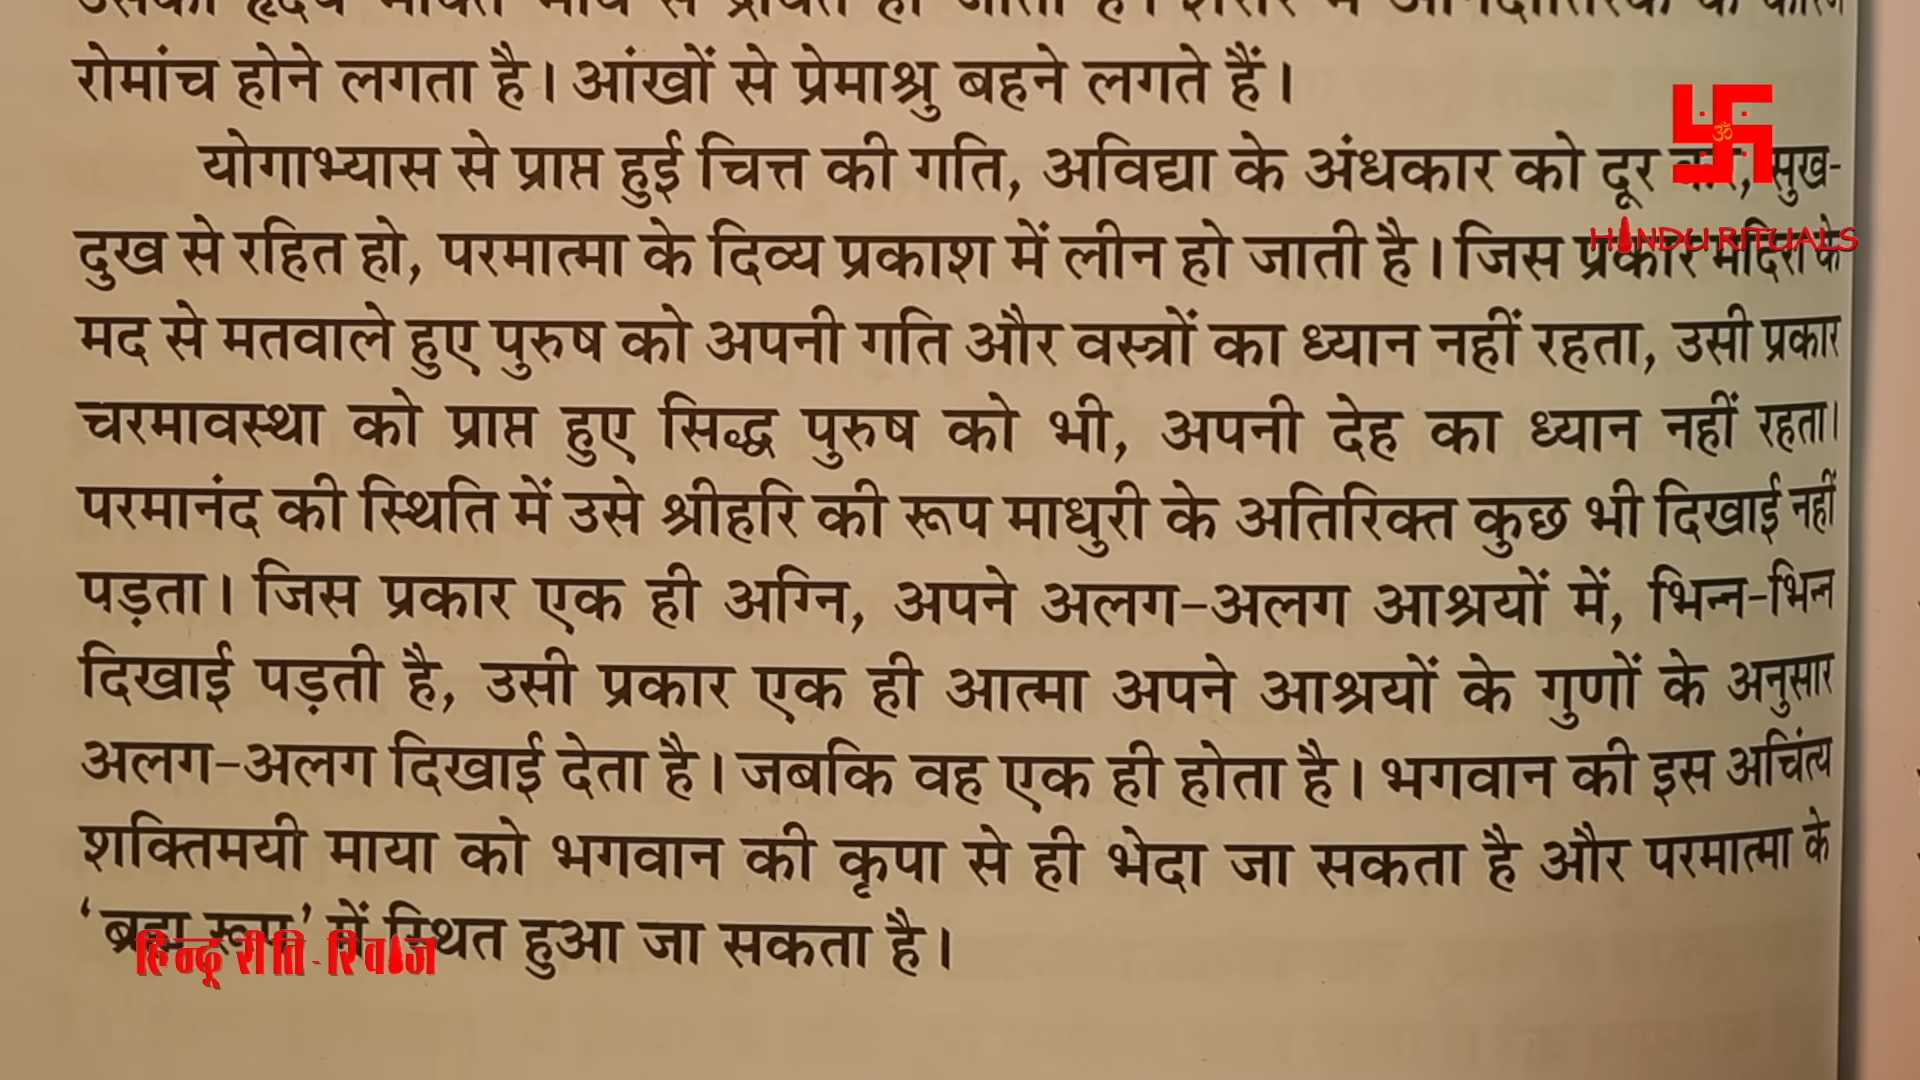 रोमांच होने लगता है। आंखों से प्रेमाश्रु बहने लगते हैं।
योगाभ्यास से प्राप्त हुई चित्त की गति, अविद्या के अंधकार को दूर कर, सुख-
दुख से रहित हो, परमात्मा के दिव्य प्रकाश में लीन हो जाती है। जिस प्रकार मदिरा के
HINDU RITUALS
मद से मतवाले हुए पुरुष को अपनी गति और वस्त्रों का ध्यान नहीं रहता, उसी प्रकार
चरमावस्था को प्राप्त हुए सिद्ध पुरुष को भी, अपनी देह का ध्यान नहीं रहता।
परमानंद की स्थिति में उसे श्रीहरि की रूप माधुरी के अतिरिक्त कुछ भी दिखाई नहीं
पड़ता। जिस प्रकार एक ही अग्नि, अपने अलग-अलग आश्रयों में, भिन्न-भिन्न
दिखाई पड़ती है, उसी प्रकार एक ही आत्मा अपने आश्रयों के गुणों के अनुसार
अलग-अलग दिखाई देता है। जबकि वह एक ही होता है। भगवान की इस अचिंत्य
शक्तिमयी माया को भगवान की कृपा से ही भेदा जा सकता है और परमात्मा के
'ब्रह्म रूप' में स्थित हुआ जा सकता है।
हिन्दू रीति-रिवाज